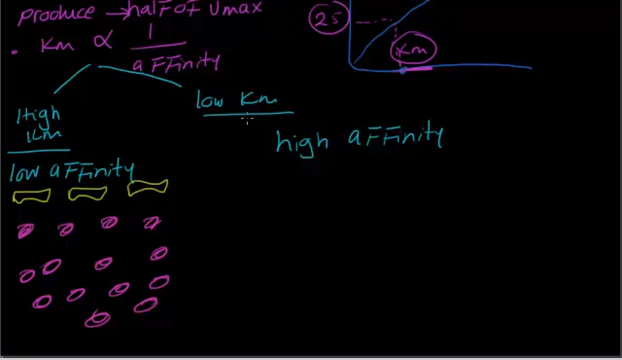 produce → half of Vmax
25
• Km ∝ 1
affinity
Km
High
Km
low Km
low affinity
high affinity